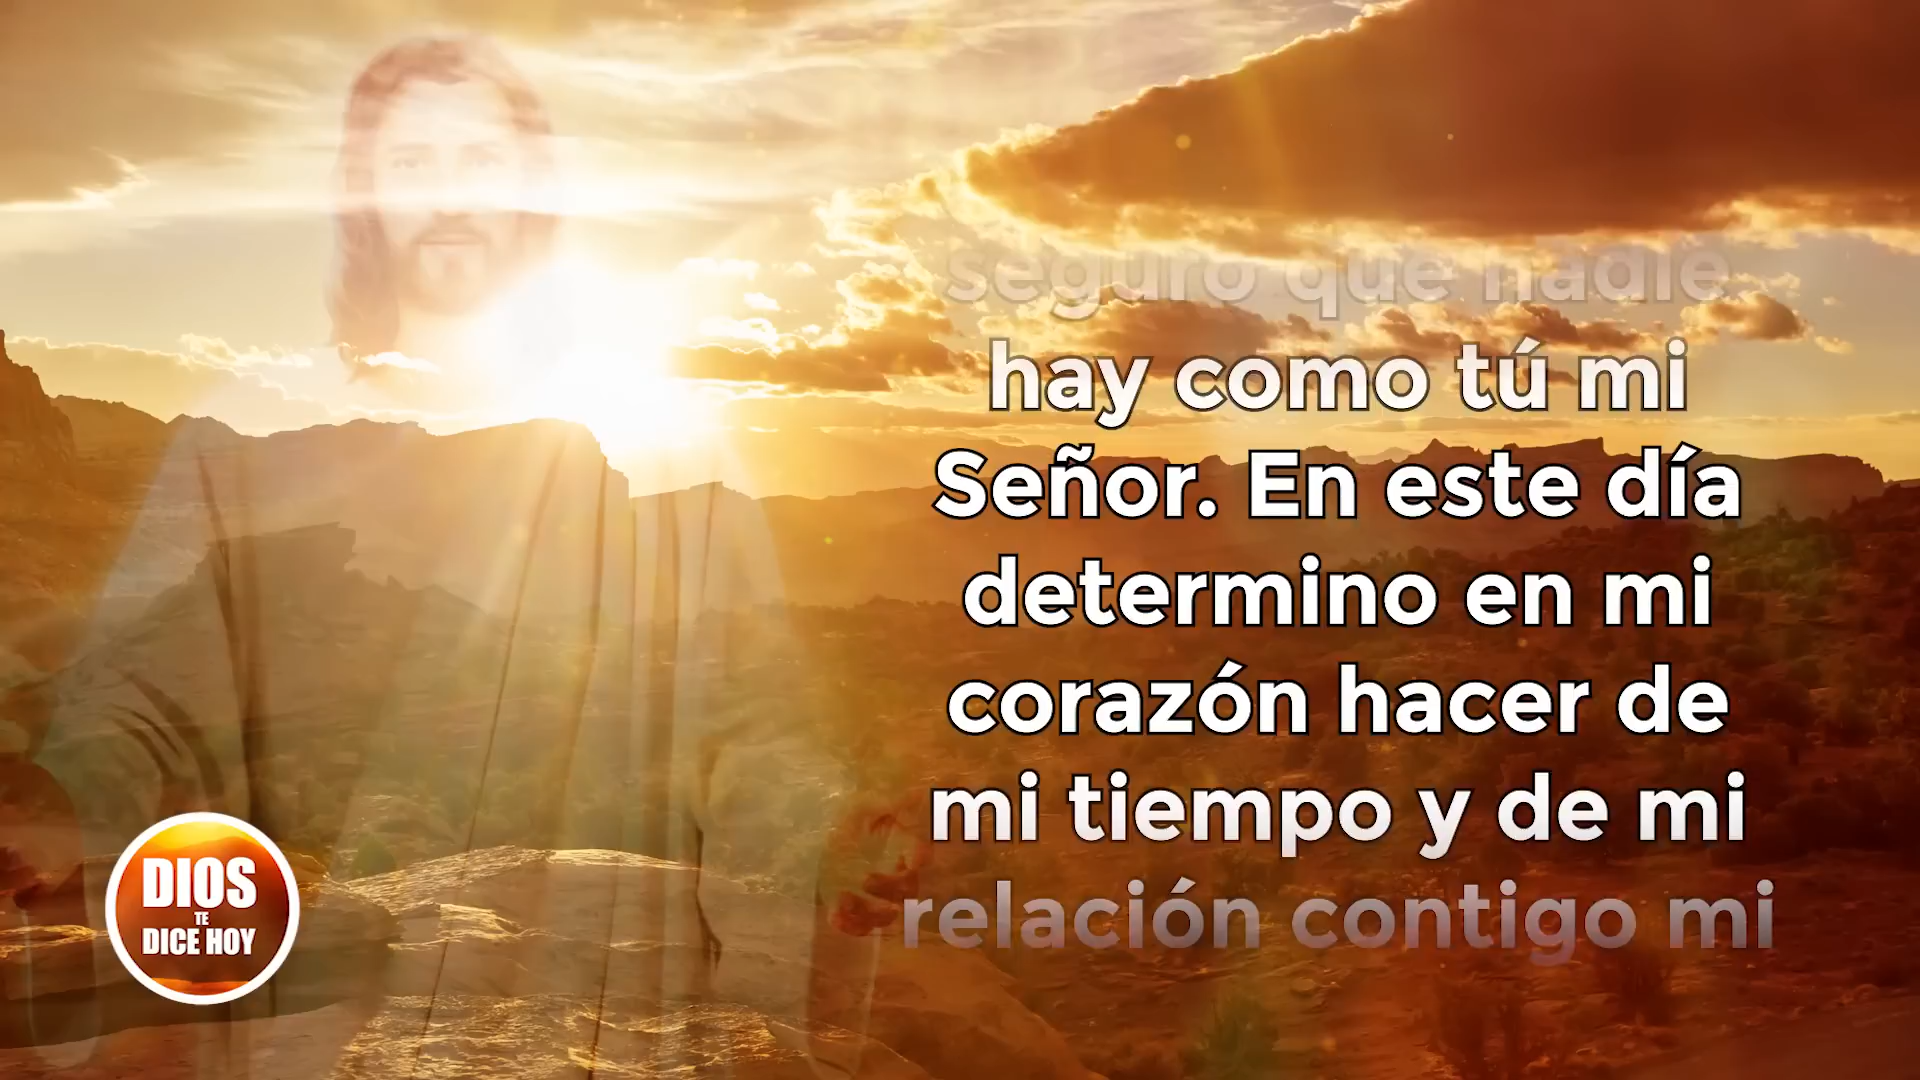 seguro que nadie
hay como tú mi
Señor. En este día
determino en mi
corazón hacer de
mi tiempo y de mi
relación contigo mi
DIOS
TE
DICE HOY